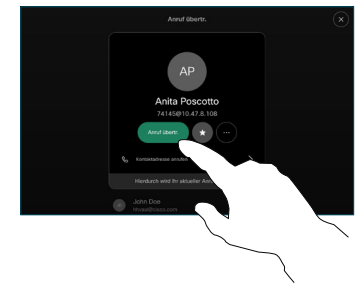 Anruf übertr.
AP
Anita Poscotto
74145@10.47.8.108
Anruf übertr.
Kontaktadresse anrufen
Hierdurch wird Ihr aktueller
John Doe